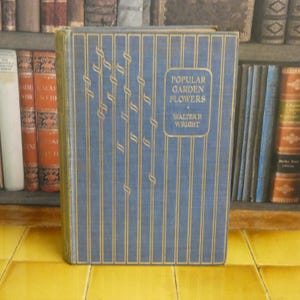 POPULAR
GARDEN
FLOWERS
WALTER P.
WRIGHT